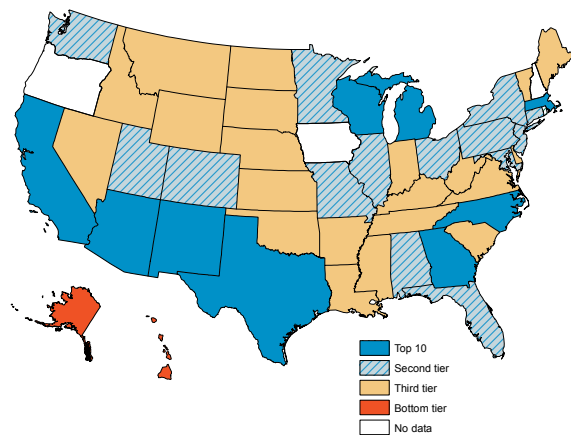 Top 10
Second tier
Third tier
Bottom tier
No data